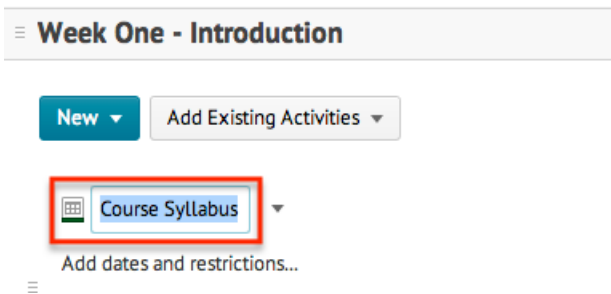 Week One - Introduction
New Add Existing Activities
Course Syllabus
Add dates and restrictions...